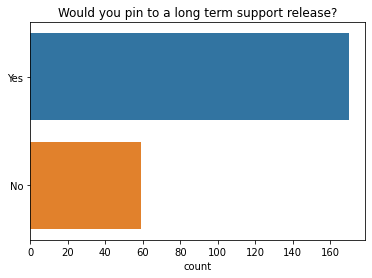 Would you pin to a long term support release?
Yes
No
0 20 40 60 80 100 120 140 160
count